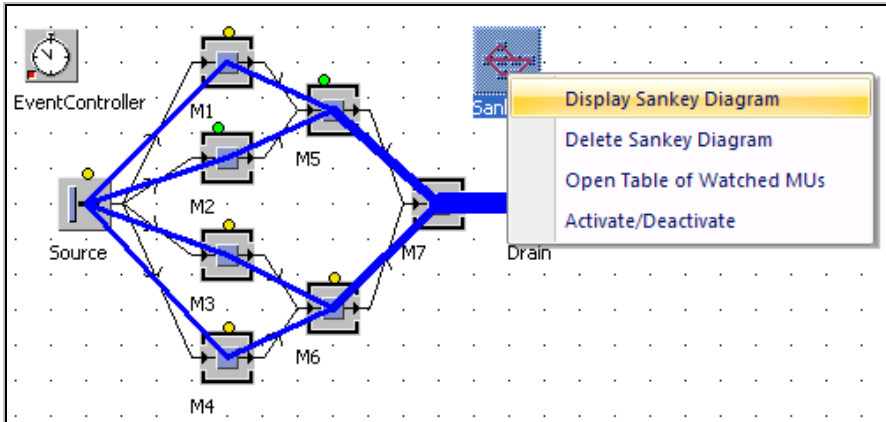 EventController
M1
M2
M3
M4
M5
M6
M7
Source
Drain
San
Display Sankey Diagram
Delete Sankey Diagram
Open Table of Watched MUs
Activate/Deactivate